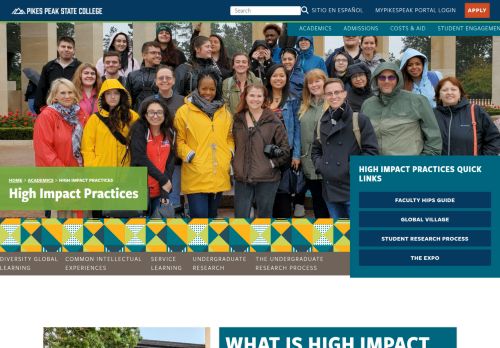 PIKES PEAK STATE COLLEGE
Search
SITIO EN ESPAÑOL
MYPIKESPEAK PORTAL LOGIN
APPLY
ACADEMICS
ADMISSIONS
COSTS & AID
STUDENT ENGAGEMEN
HOME > ACADEMICS > HIGH IMPACT PRACTICES
High Impact Practices
HIGH IMPACT PRACTICES QUICK
LINKS
FACULTY HIPS GUIDE
GLOBAL VILLAGE
STUDENT RESEARCH PROCESS
THE EXPO
DIVERSITY GLOBAL
LEARNING
COMMON INTELLECTUAL
EXPERIENCES
SERVICE
LEARNING
UNDERGRADUATE
RESEARCH
THE UNDERGRADUATE
RESEARCH PROCESS
WHAT IS HIGH IMPACT